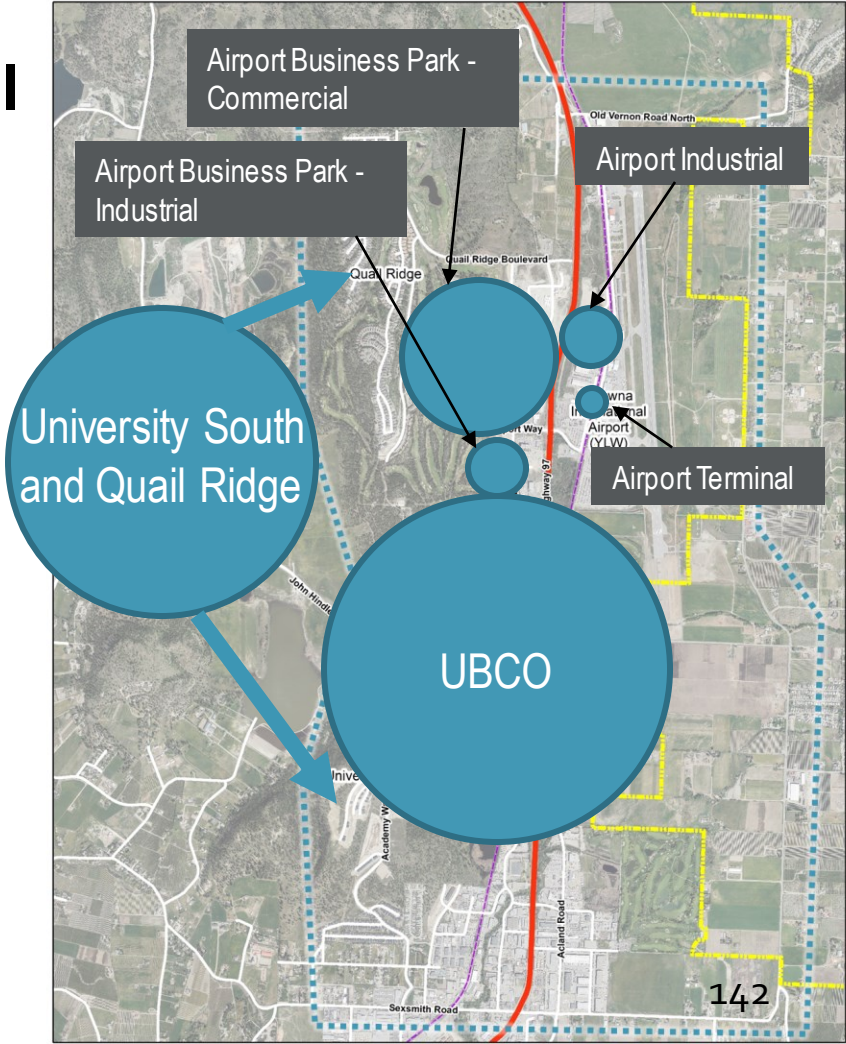 Airport Business Park -
Commercial
Old Vernon Road North
Airport Industrial
Airport Business Park -
Industrial
Quail Ridge Boulevard
Quail Ridge
University South
and Quail Ridge
International
Airport
(YLW)
Way
Airport Terminal
John Hindle
UBCO
Academy W
Acland Road
Sexsmith Road
142